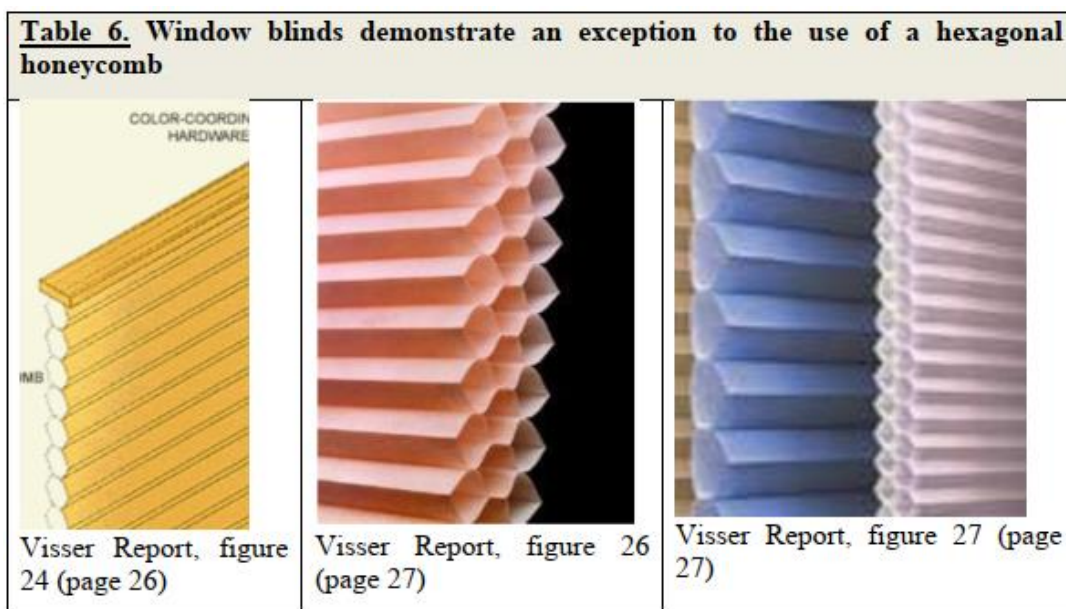 Table 6. Window blinds demonstrate an exception to the use of a hexagonal
honeycomb
COLOR-COORDIN
HARDWARE
OMB
Visser Report, figure
24 (page 26)
Visser Report, figure 26
(page 27)
Visser Report, figure 27 (page
27)